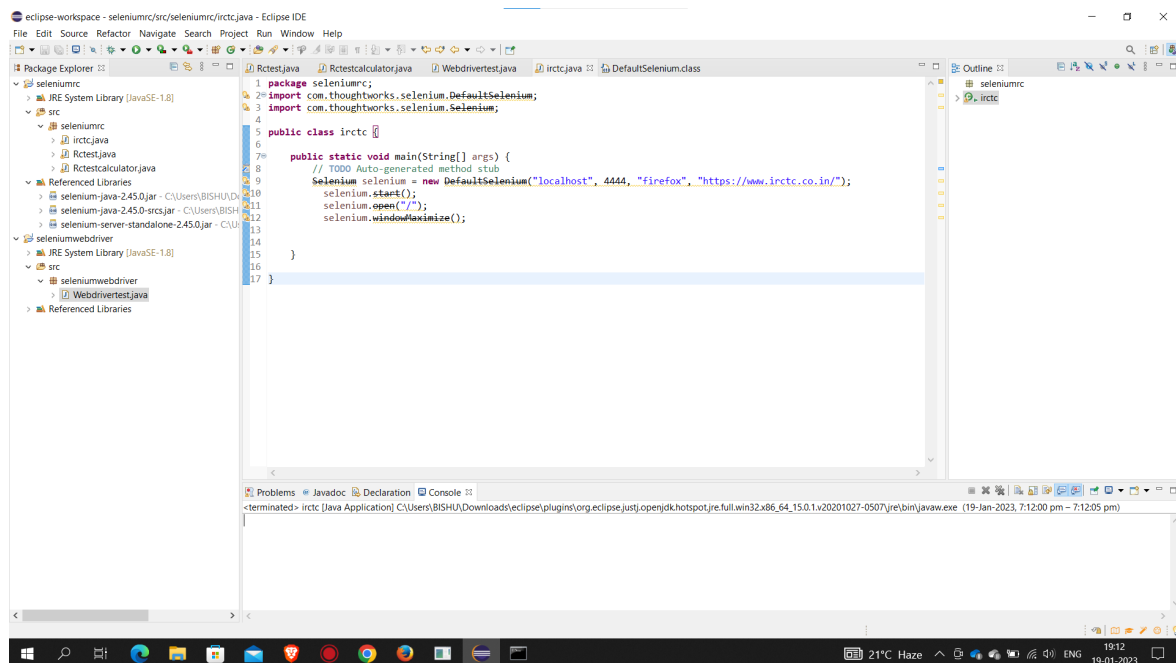 eclipse-workspace - seleniumrc/src/seleniumrc/irctc.java - Eclipse IDE
File Edit Source Refactor Navigate Search Project Run Window Help
Package Explorer
Rctest.java Rctestcalculator.java Webdrivertest.java irctc.java DefaultSelenium.class
Outline
seleniumrc
JRE System Library [JavaSE-1.8]
src
seleniumrc
irctc.java
Rctest.java
Rctestcalculator.java
Referenced Libraries
selenium-java-2.45.0.jar - C:\Users\BISHU\Do
selenium-java-2.45.0-srcs.jar - C:\Users\BISH
selenium-server-standalone-2.45.0.jar - C:\Us
seleniumwebdriver
JRE System Library [JavaSE-1.8]
src
seleniumwebdriver
Webdrivertest.java
Referenced Libraries
1 package seleniumrc;
2 import com.thoughtworks.selenium.DefaultSelenium;
3 import com.thoughtworks.selenium.Selenium;
4
5 public class irctc {
6
7 public static void main(String[] args) {
8 // TODO Auto-generated method stub
9 Selenium selenium = new DefaultSelenium("localhost", 4444, "firefox", "https://www.irctc.co.in/");
10 selenium.start();
11 selenium.open("/");
12 selenium.windowMaximize();
13
14
15 }
16
17 }
seleniumrc
irctc
Problems Javadoc Declaration Console
<terminated> irctc [Java Application] C:\Users\BISHU\Downloads\eclipse\plugins\org.eclipse.justj.openjdk.hotspot.jre.full.win32.x86_64_15.0.1.v20201027-0507\jre\bin\javaw.exe (19-Jan-2023, 7:12:00 pm – 7:12:05 pm)
21°C Haze ENG
19:12
19-01-2023